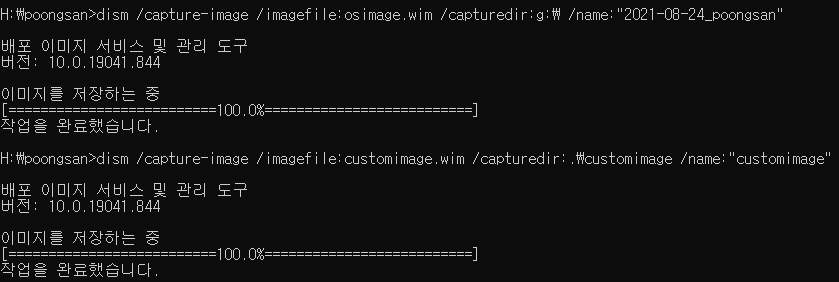 H:₩poongsan>dism /capture-image /imagefile:osimage.wim /capturedir:g:₩ /name:"2021-08-24_poongsan"
배포 이미지 서비스 및 관리 도구
버전: 10.0.19041.844
이미지를 저장하는 중
[==========================100.0%==========================]
작업을 완료했습니다.
H:₩poongsan>dism /capture-image /imagefile:customimage.wim /capturedir:.₩customimage /name:"customimage"
배포 이미지 서비스 및 관리 도구
버전: 10.0.19041.844
이미지를 저장하는 중
[==========================100.0%==========================]
작업을 완료했습니다.